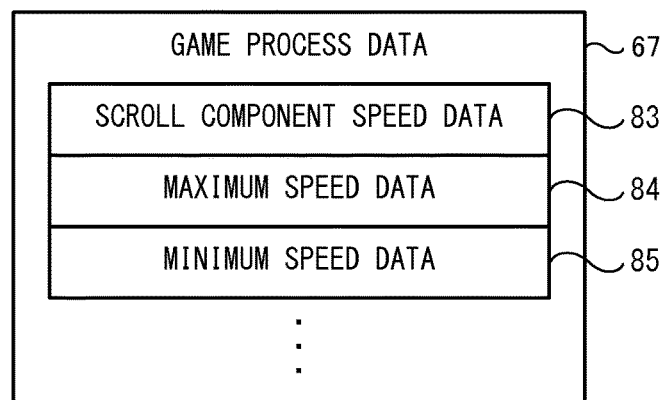 GAME PROCESS DATA 67
SCROLL COMPONENT SPEED DATA 83
MAXIMUM SPEED DATA 84
MINIMUM SPEED DATA 85